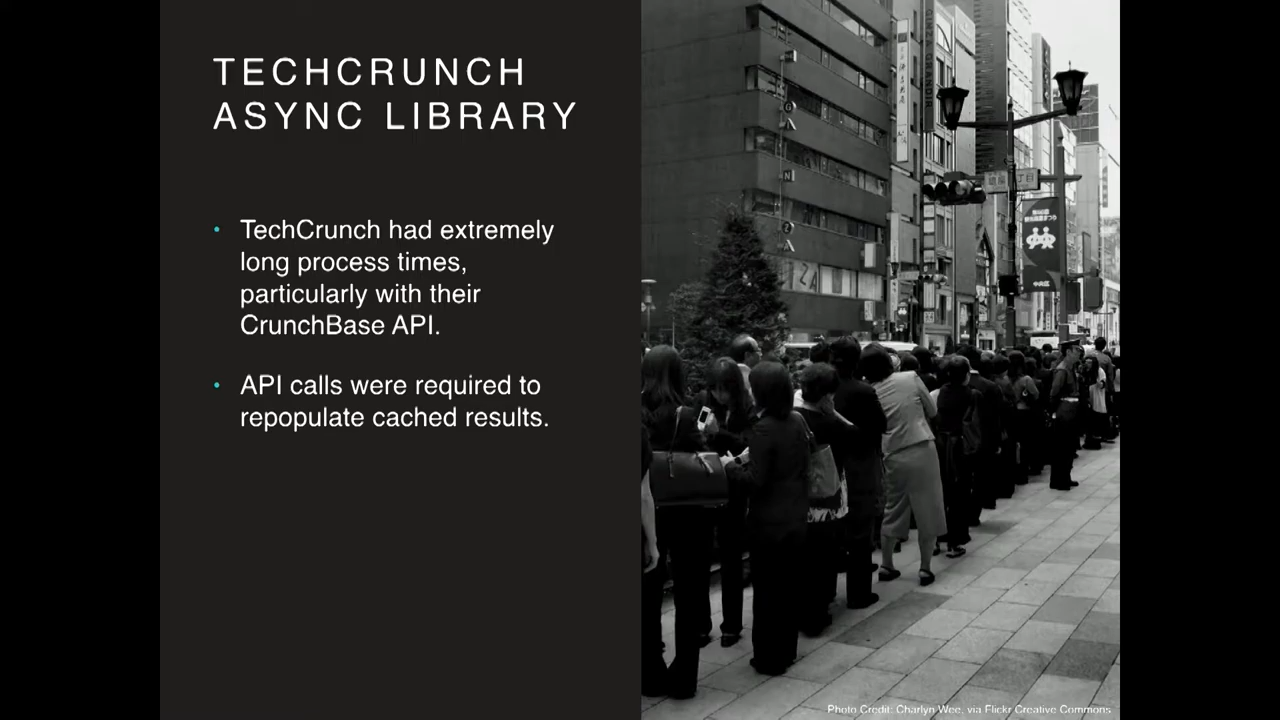 TECHCRUNCH
ASYNC LIBRARY
• TechCrunch had extremely
long process times,
particularly with their
CrunchBase API.
• API calls were required to
repopulate cached results.
G
A
N
Z
A
Photo Credit: Charlyn Wee, via Flickr Creative Commons